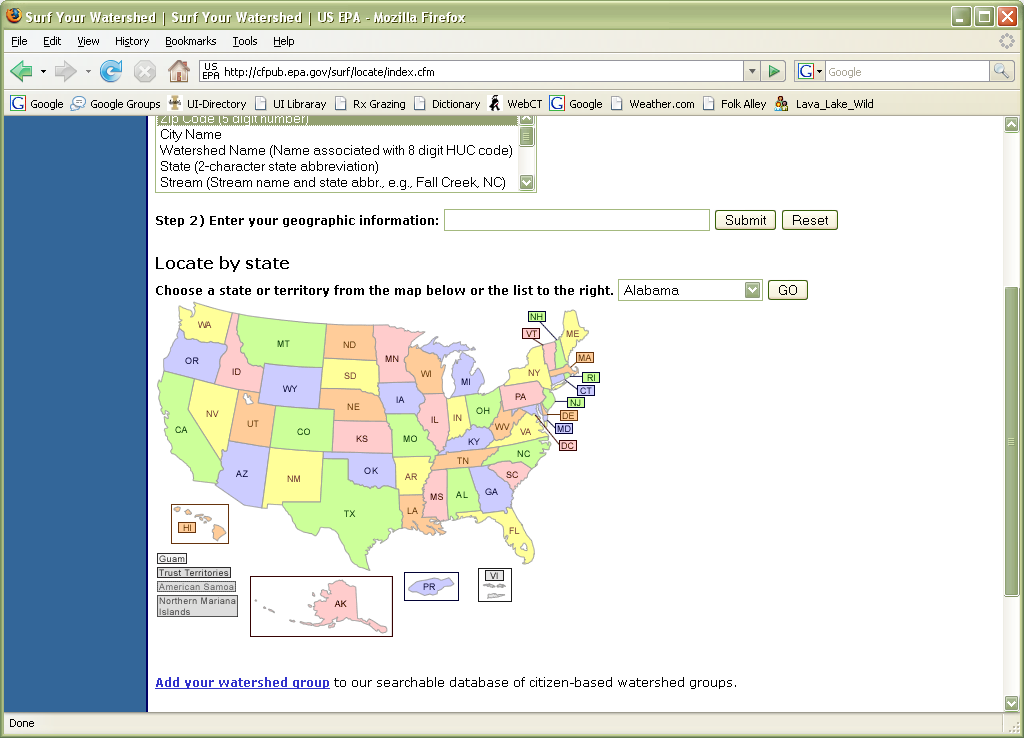 Surf Your Watershed | Surf Your Watershed | US EPA - Mozilla Firefox
File Edit View History Bookmarks Tools Help
US EPA http://cfpub.epa.gov/surf/locate/index.cfm G Google
Google Google Groups UI-Directory UI Libraray Rx Grazing Dictionary WebCT Google Weather.com Folk Alley Lava_Lake_Wild
Zip Code (5 digit number)
City Name
Watershed Name (Name associated with 8 digit HUC code)
State (2-character state abbreviation)
Stream (Stream name and state abbr., e.g., Fall Creek, NC)
Step 2) Enter your geographic information: Submit Reset
Locate by state
Choose a state or territory from the map below or the list to the right. Alabama GO
NH
WA VT ME
MT ND
OR MN MA
ID SD WI NY RI
WY MI CT
IA PA NJ
NV NE OH DE
UT IL IN MD
CA CO KS MO WV VA
KY DC
AZ OK TN NC
NM AR SC
MS AL GA
TX LA
HI FL
Guam
Trust Territories
American Samoa
Northern Mariana
Islands
AK PR VI
Add your watershed group to our searchable database of citizen-based watershed groups.
Done